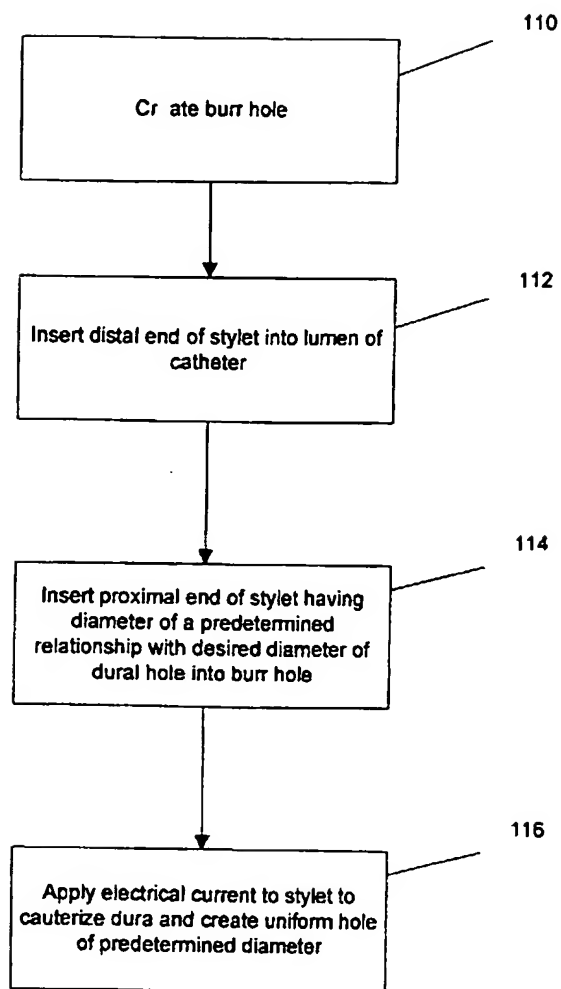 110
Cr ate burr hole
112
Insert distal end of stylet into lumen of
catheter
114
Insert proximal end of stylet having
diameter of a predetermined
relationship with desired diameter of
dural hole into burr hole
116
Apply electrical current to stylet to
cauterize dura and create uniform hole
of predetermined diameter